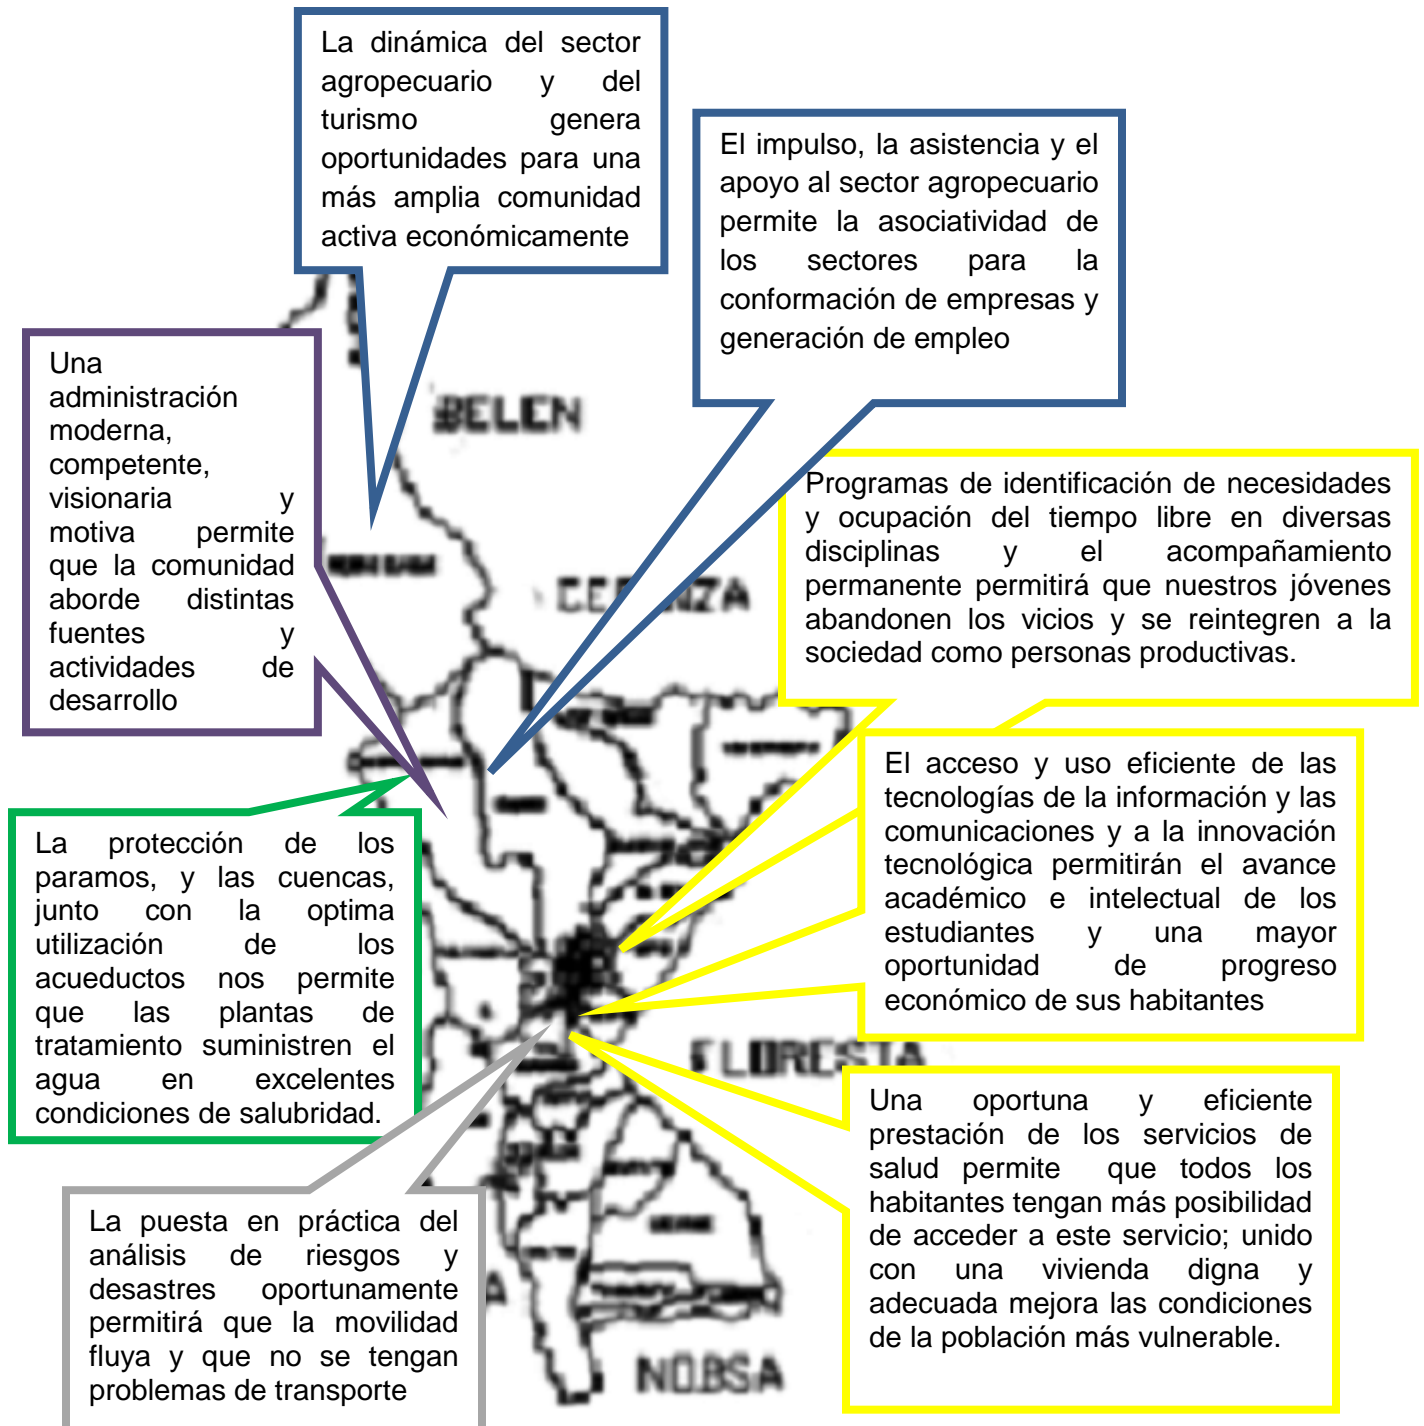 La dinámica del sector
agropecuario y del
turismo genera
oportunidades para una
más amplia comunidad
activa económicamente
El impulso, la asistencia y el
apoyo al sector agropecuario
permite la asociatividad de
los sectores para la
conformación de empresas y
generación de empleo
Una
administración
moderna,
competente,
visionaria y
motiva permite
que la comunidad
aborde distintas
fuentes y
actividades de
desarrollo
BELEN
Programas de identificación de necesidades
y ocupación del tiempo libre en diversas
disciplinas y el acompañamiento
permanente permitirá que nuestros jóvenes
abandonen los vicios y se reintegren a la
sociedad como personas productivas.
El acceso y uso eficiente de las
tecnologías de la información y las
comunicaciones y a la innovación
tecnológica permitirán el avance
académico e intelectual de los
estudiantes y una mayor
oportunidad de progreso
económico de sus habitantes
La protección de los
paramos, y las cuencas,
junto con la optima
utilización de los
acueductos nos permite
que las plantas de
tratamiento suministren el
agua en excelentes
condiciones de salubridad.
FLORESTA
Una oportuna y eficiente
prestación de los servicios de
salud permite que todos los
habitantes tengan más posibilidad
de acceder a este servicio; unido
con una vivienda digna y
adecuada mejora las condiciones
de la población más vulnerable.
La puesta en práctica del
análisis de riesgos y
desastres oportunamente
permitirá que la movilidad
fluya y que no se tengan
problemas de transporte
NOBSA